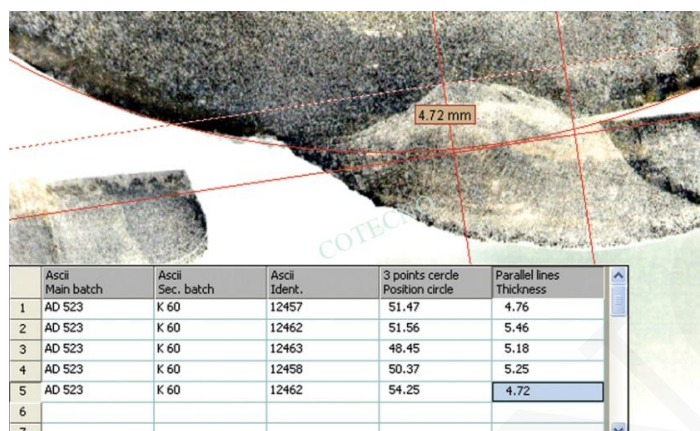 4.72 mm
Ascii Ascii Ascii 3 points cercle Parallel lines
Main batch Sec. batch Ident. Position circle Thickness
1 AD 523 K 60 12457 51.47 4.76
2 AD 523 K 60 12462 51.56 5.46
3 AD 523 K 60 12463 48.45 5.18
4 AD 523 K 60 12458 50.37 5.25
5 AD 523 K 60 12462 54.25 4.72
6